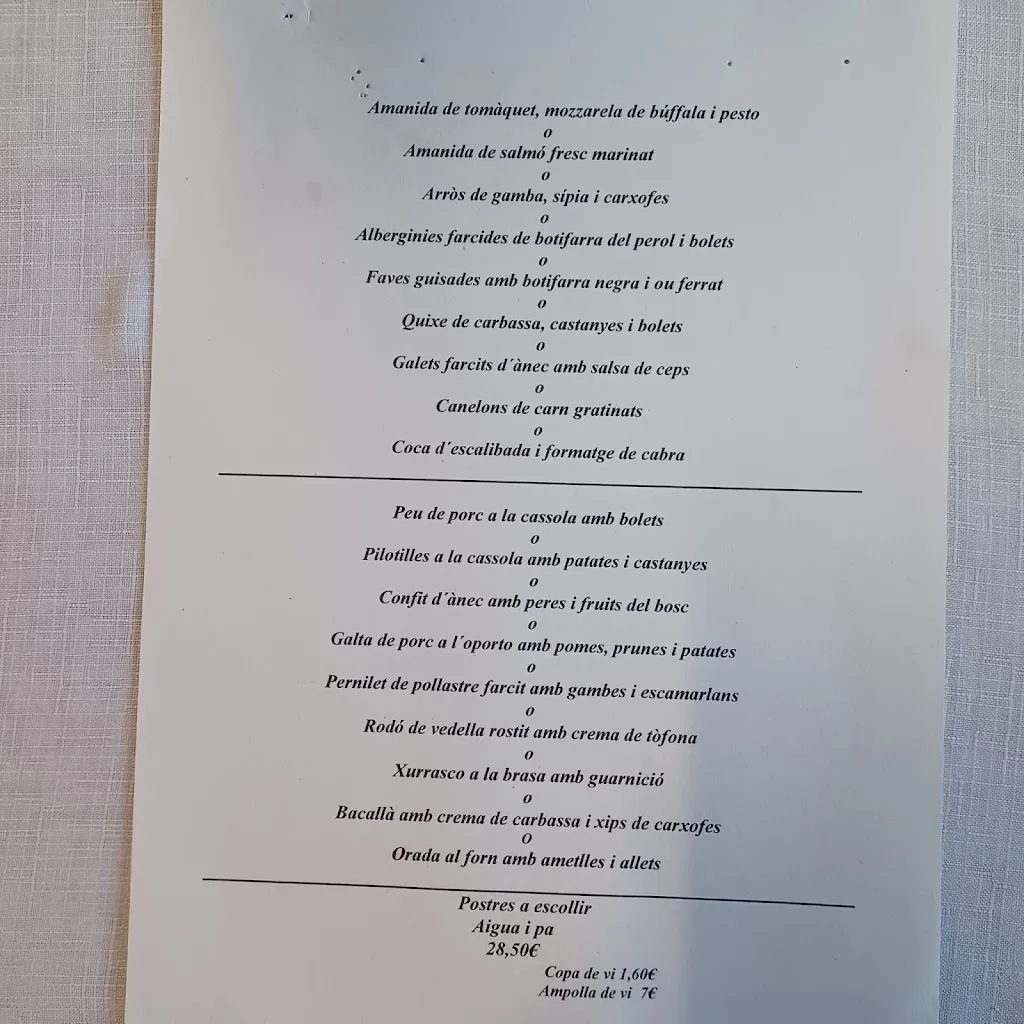 Amanida de tomàquet, mozzarela de búffala i pesto
o
Amanida de salmó fresc marinat
o
Arròs de gamba, sípia i carxofes
o
Alberginies farcides de botifarra del perol i bolets
o
Faves guisades amb botifarra negra i ou ferrat
o
Quixe de carbassa, castanyes i bolets
o
Galets farcits d´ànec amb salsa de ceps
o
Canelons de carn gratinats
o
Coca d´escalibada i formatge de cabra
Peu de porc a la cassola amb bolets
o
Pilotilles a la cassola amb patates i castanyes
o
Confit d´ànec amb peres i fruits del bosc
o
Galta de porc a l´oporto amb pomes, prunes i patates
o
Pernilet de pollastre farcit amb gambes i escamarlans
o
Rodó de vedella rostit amb crema de tòfona
o
Xurrasco a la brasa amb guarnició
o
Bacallà amb crema de carbassa i xips de carxofes
O
Orada al forn amb ametlles i allets
Postres a escollir
Aigua i pa
28,50€
Copa de vi 1,60€
Ampolla de vi 7€